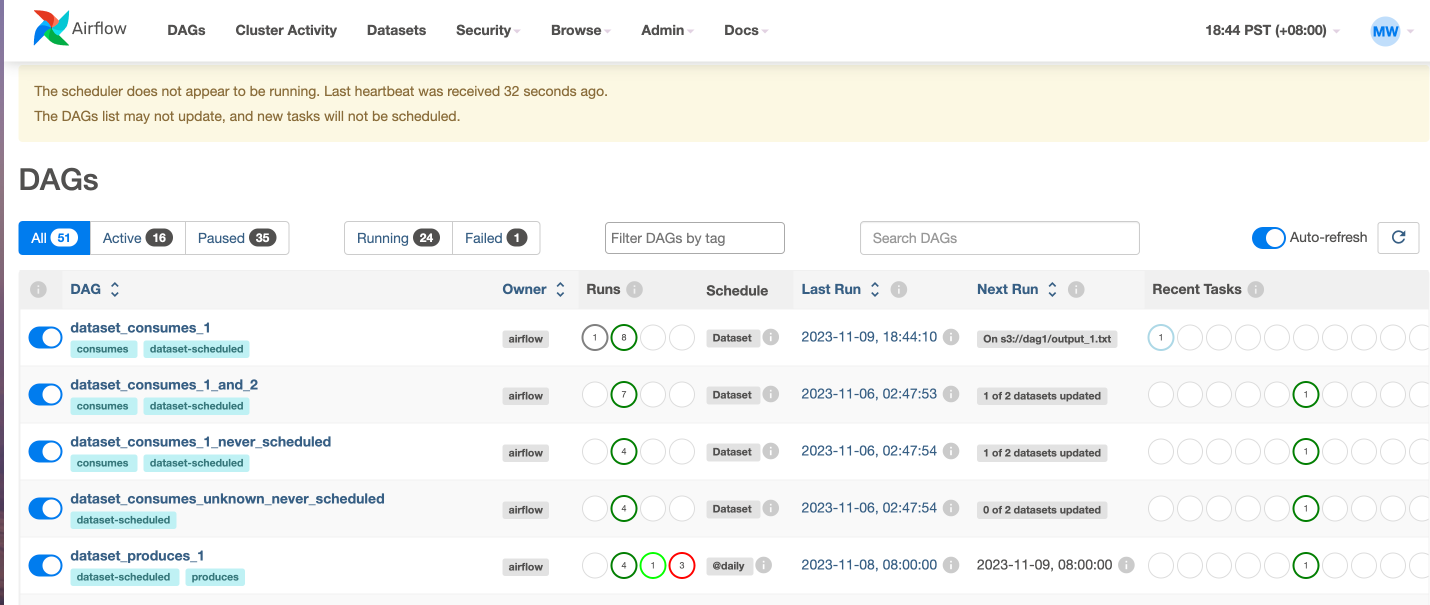 Airflow DAGs Cluster Activity Datasets Security Browse Admin Docs 18:44 PST (+08:00) MW
The scheduler does not appear to be running. Last heartbeat was received 32 seconds ago.
The DAGs list may not update, and new tasks will not be scheduled.
DAGs
All 51 Active 16 Paused 35 Running 24 Failed 1 Filter DAGs by tag Search DAGs Auto-refresh
i DAG Owner Runs i Schedule Last Run i Next Run i Recent Tasks i
dataset_consumes_1
consumes dataset-scheduled airflow 1 8 Dataset i 2023-11-09, 18:44:10 i On s3://dag1/output_1.txt 1
dataset_consumes_1_and_2
consumes dataset-scheduled airflow 7 Dataset i 2023-11-06, 02:47:53 i 1 of 2 datasets updated 1
dataset_consumes_1_never_scheduled
consumes dataset-scheduled airflow 4 Dataset i 2023-11-06, 02:47:54 i 1 of 2 datasets updated 1
dataset_consumes_unknown_never_scheduled
dataset-scheduled airflow 4 Dataset i 2023-11-06, 02:47:54 i 0 of 2 datasets updated 1
dataset_produces_1
dataset-scheduled produces airflow 4 1 3 @daily i 2023-11-08, 08:00:00 i 2023-11-09, 08:00:00 i 1